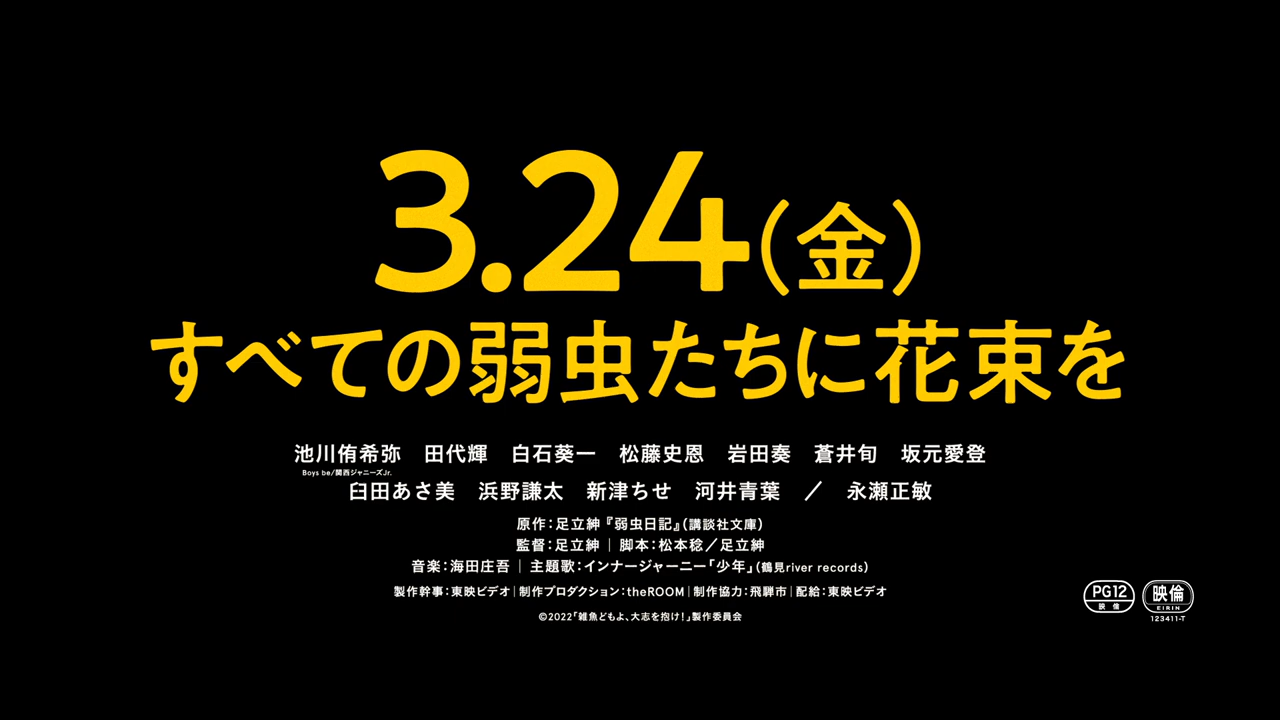 3.24(金)
すべての弱虫たちに花束を
池川侑希弥 田代輝 白石葵一 松藤史恩 岩田奏 蒼井旬 坂元愛登
Boys be/関西ジャニーズJr.
臼田あさ美 浜野謙太 新津ちせ 河井青葉 / 永瀬正敏
原作:足立紳『弱虫日記』(講談社文庫)
監督:足立紳|脚本:松本稔/足立紳
音楽:海田庄吾|主題歌:インナージャーニー「少年」(鶴見river records)
製作幹事:東映ビデオ|制作プロダクション:theROOM|制作協力:飛騨市|配給:東映ビデオ
©2022「雑魚どもよ、大志を抱け!」製作委員会
PG12
映倫
映倫
EIRIN
123411-T